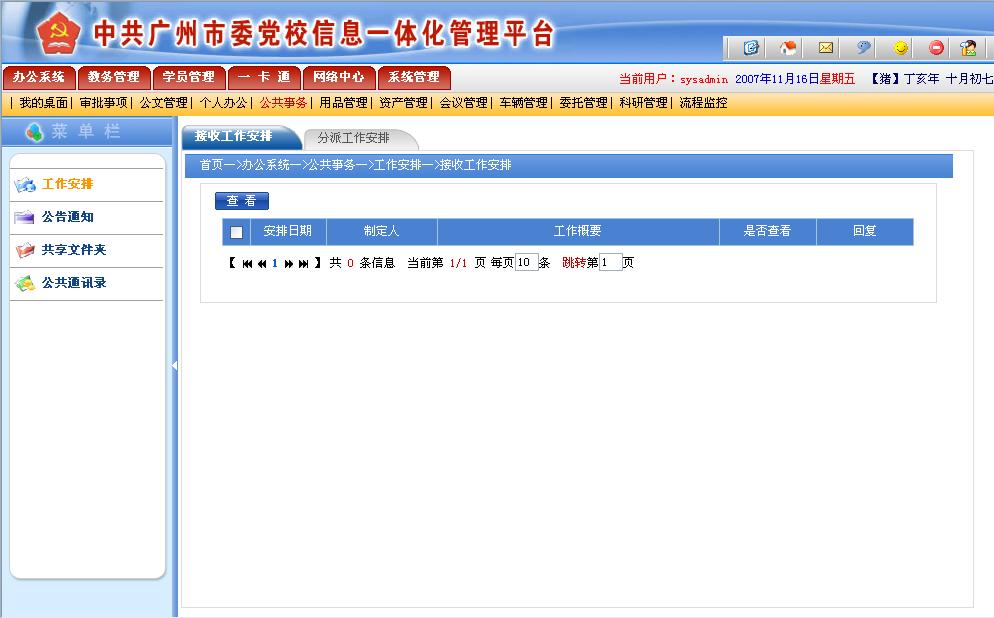 中共广州市委党校信息一体化管理平台
办公系统 教务管理 学员管理 一 卡 通 网络中心 系统管理 当前用户：sysadmin 2007年11月16日星期五 【猪】丁亥年 十月初七
| 我的桌面| 审批事项| 公文管理| 个人办公| 公共事务| 用品管理| 资产管理| 会议管理| 车辆管理| 委托管理| 科研管理| 流程监控
菜 单 栏
接收工作安排 分派工作安排
首页-->办公系统-->公共事务-->工作安排-->接收工作安排
工作安排
公告通知
共享文件夹
公共通讯录
查 看
安排日期 制定人 工作概要 是否查看 回复
【 1 】 共 0 条信息 当前第 1/1 页 每页 10 条 跳转第 1 页